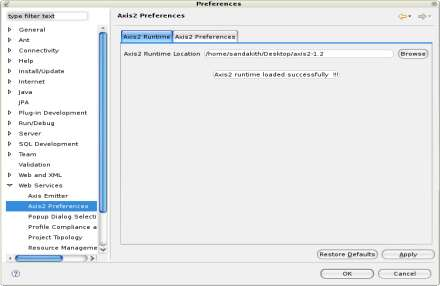 Preferences
type filter text
Axis2 Preferences
General
Ant
Connectivity
Help
Install/Update
Internet
Java
JPA
Plug-in Development
Run/Debug
Server
SQL Development
Team
Validation
Web and XML
Web Services
Axis Emitter
Axis2 Preferences
Popup Dialog Selecti
Profile Compliance a
Project Topology
Resource Manageme
Axis2 Runtime
Axis2 Preferences
Axis2 Runtime Location
/home/sandakith/Desktop/axis2-1.2
Browse
Axis2 runtime loaded successfully !!!
Restore Defaults
Apply
OK
Cancel